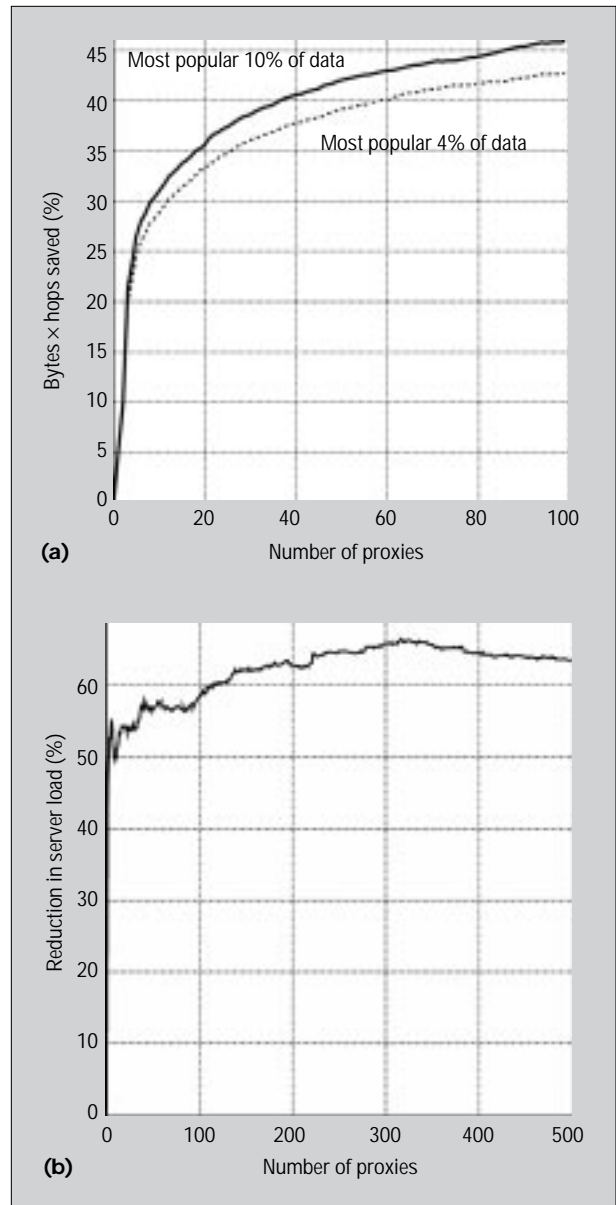 45
40
35
30
25
20
15
10
5
0
Bytes × hops saved (%)
Most popular 10% of data
Most popular 4% of data
0 20 40 60 80 100
(a)
Number of proxies
60
50
40
30
20
10
0
Reduction in server load (%)
0 100 200 300 400 500
(b)
Number of proxies